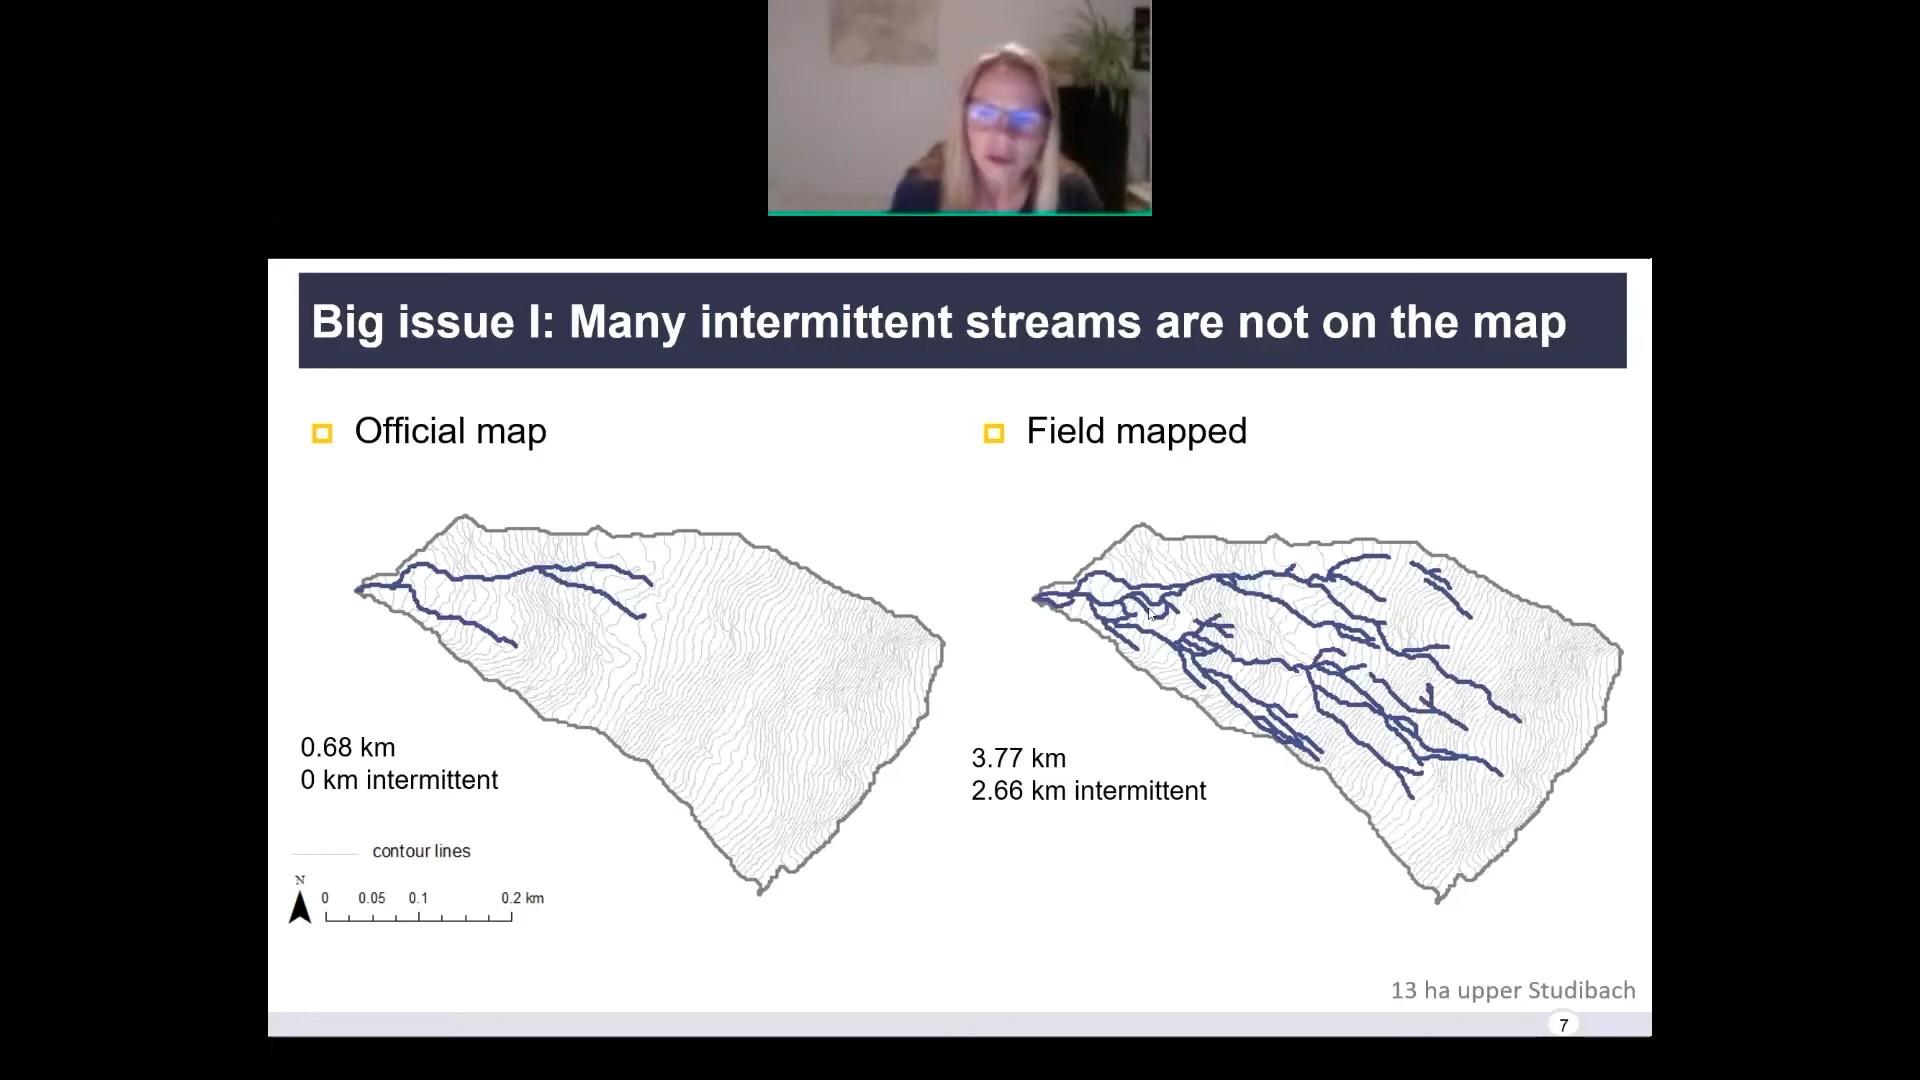 Big issue I: Many intermittent streams are not on the map
Official map
Field mapped
0.68 km
0 km intermittent
3.77 km
2.66 km intermittent
contour lines
N
0 0.05 0.1 0.2 km
13 ha upper Studibach
7